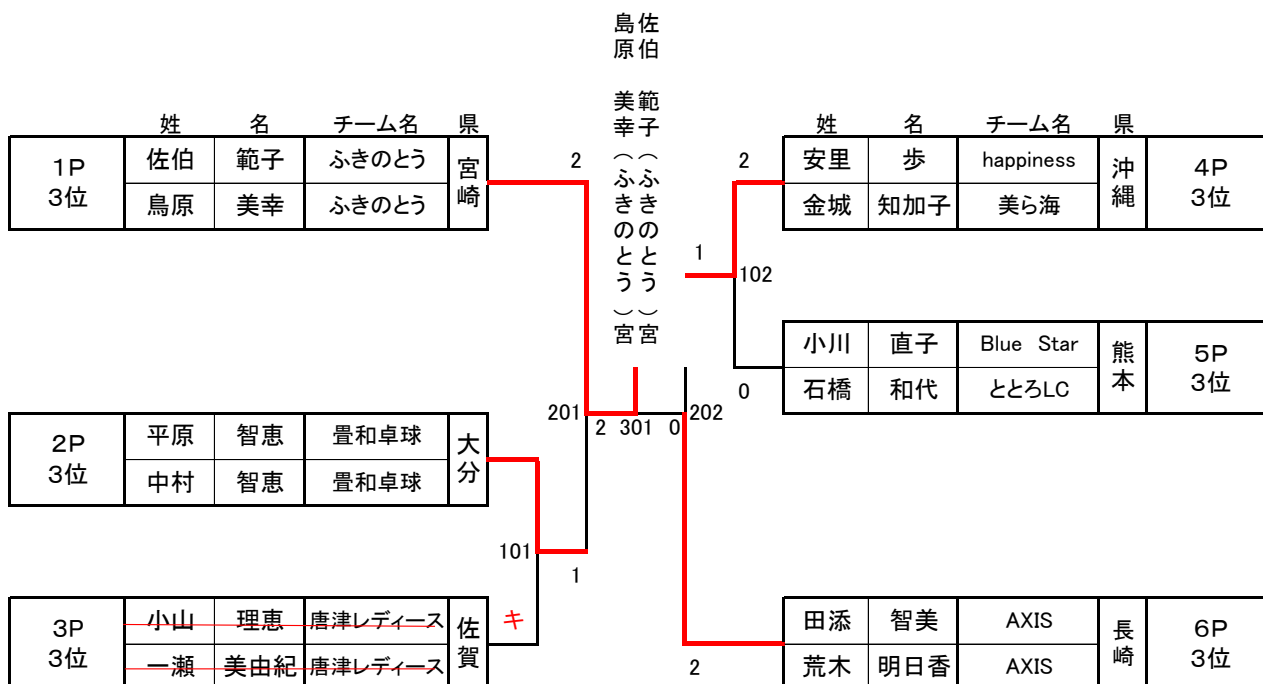 佐伯　範子（ふきのとう）宮
島原　美幸（ふきのとう）宮
姓 名 チーム名 県
1P 3位 佐伯 範子 ふきのとう 宮崎
鳥原 美幸 ふきのとう
2
2P 3位 平原 智恵 畳和卓球 大分
中村 智恵 畳和卓球
201
101
1
3P 3位 小山 理恵 唐津レディース 佐賀
一瀬 美由紀 唐津レディース
キ
2 301 0
姓 名 チーム名 県
2
安里 歩 happiness 沖縄 4P 3位
金城 知加子 美ら海
1
102
小川 直子 Blue Star 熊本 5P 3位
石橋 和代 ととろLC
0
202
田添 智美 AXIS 長崎 6P 3位
荒木 明日香 AXIS
2